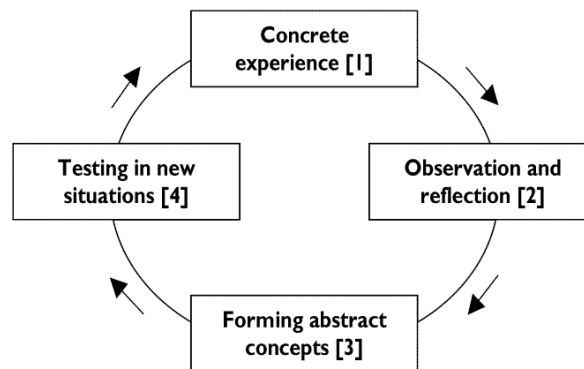 Concrete
experience [1]
Observation and
reflection [2]
Forming abstract
concepts [3]
Testing in new
situations [4]